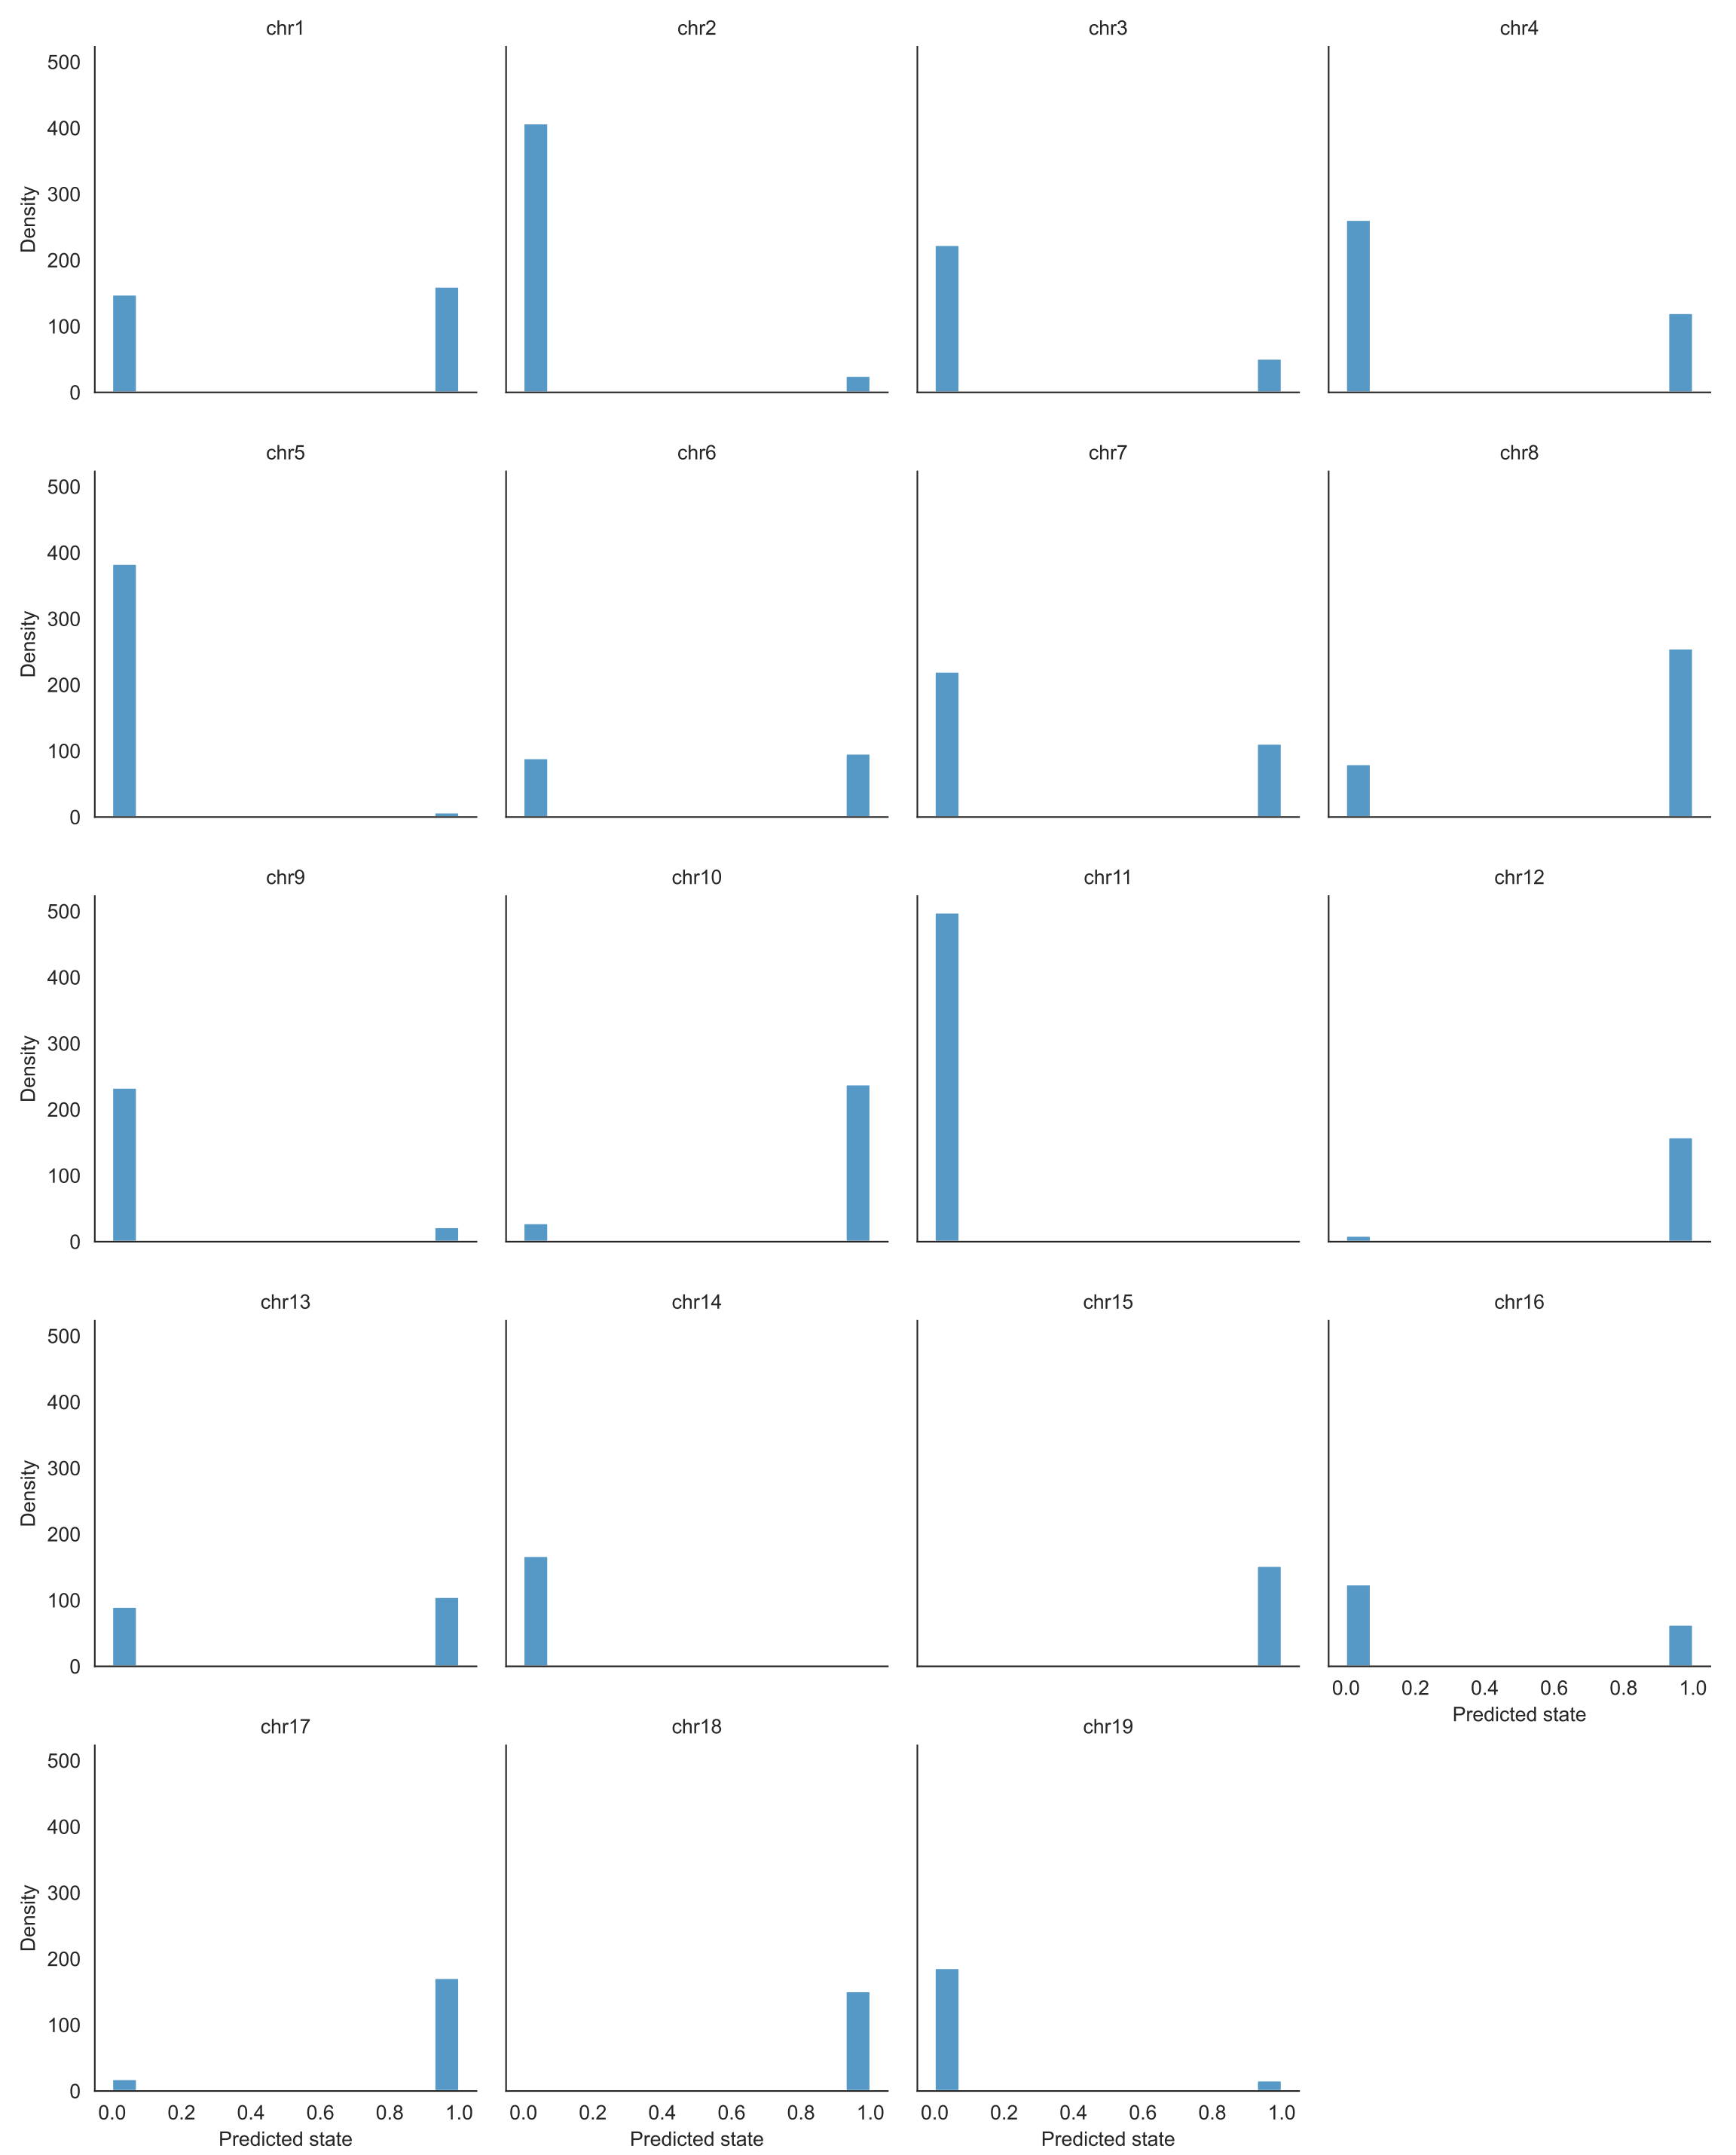 chr1 chr2 chr3 chr4
500
400
300
200
100
0
Density
chr5 chr6 chr7 chr8
500
400
300
200
100
0
Density
chr9 chr10 chr11 chr12
500
400
300
200
100
0
Density
chr13 chr14 chr15 chr16
500
400
300
200
100
0
Density
0.0 0.2 0.4 0.6 0.8 1.0
Predicted state
chr17 chr18 chr19
500
400
300
200
100
0
Density
0.0 0.2 0.4 0.6 0.8 1.0 0.0 0.2 0.4 0.6 0.8 1.0 0.0 0.2 0.4 0.6 0.8 1.0
Predicted state Predicted state Predicted state